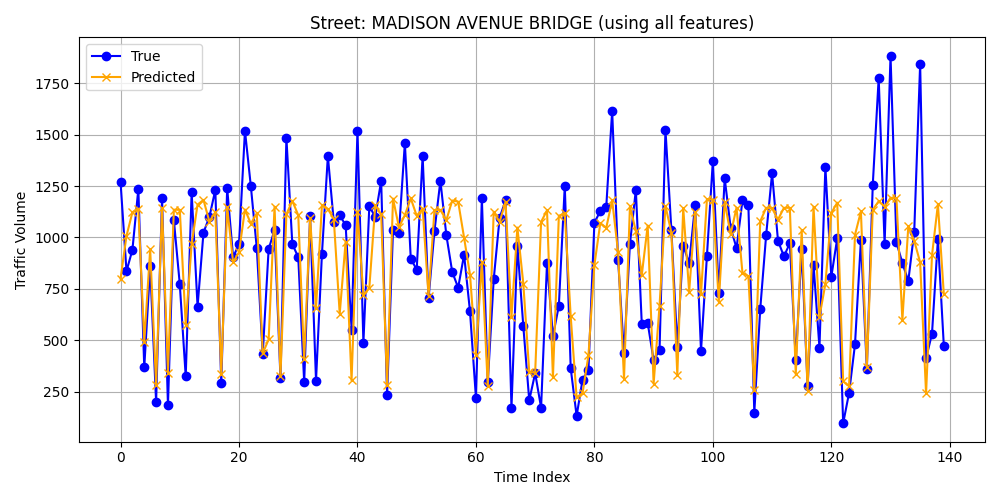 Street: MADISON AVENUE BRIDGE (using all features)
True
Predicted
1750
1500
1250
1000
750
500
250
Traffic Volume
0 20 40 60 80 100 120 140
Time Index